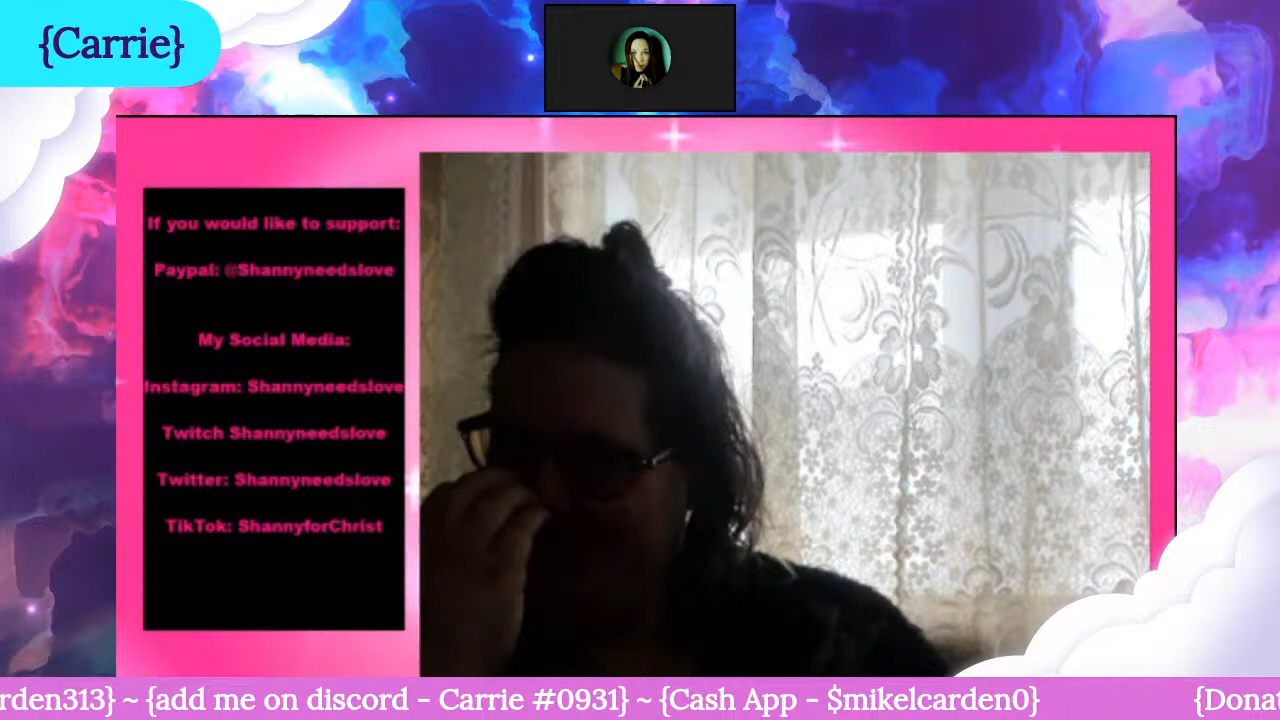 {Carrie}
If you would like to support:
Paypal: @Shannyneedslove
My Social Media:
Instagram: Shannyneedslove
Twitch Shannyneedslove
Twitter: Shannyneedslove
TikTok: ShannyforChrist
rden313} ~ {add me on discord - Carrie #0931} ~ {Cash App - $mikelcarden0} {Dona